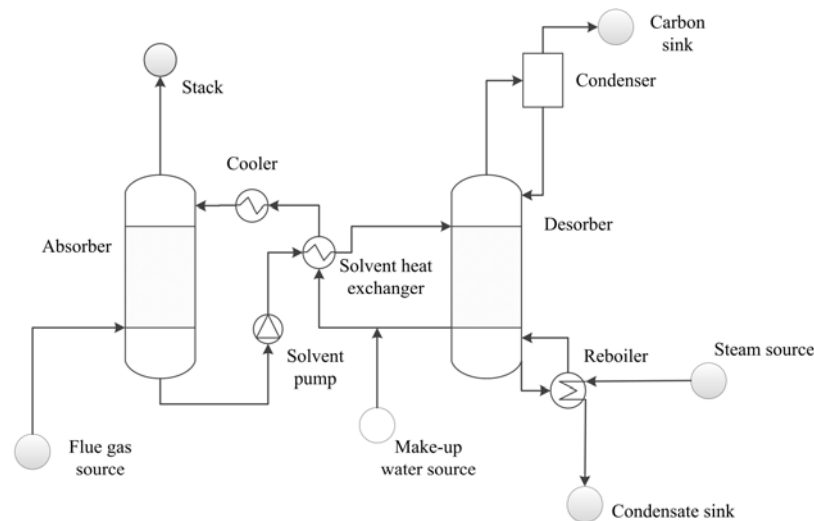 Carbon
sink
Stack
Condenser
Cooler
Absorber
Desorber
Solvent heat
exchanger
Solvent
pump
Reboiler
Steam source
Flue gas
source
Make-up
water source
Condensate sink